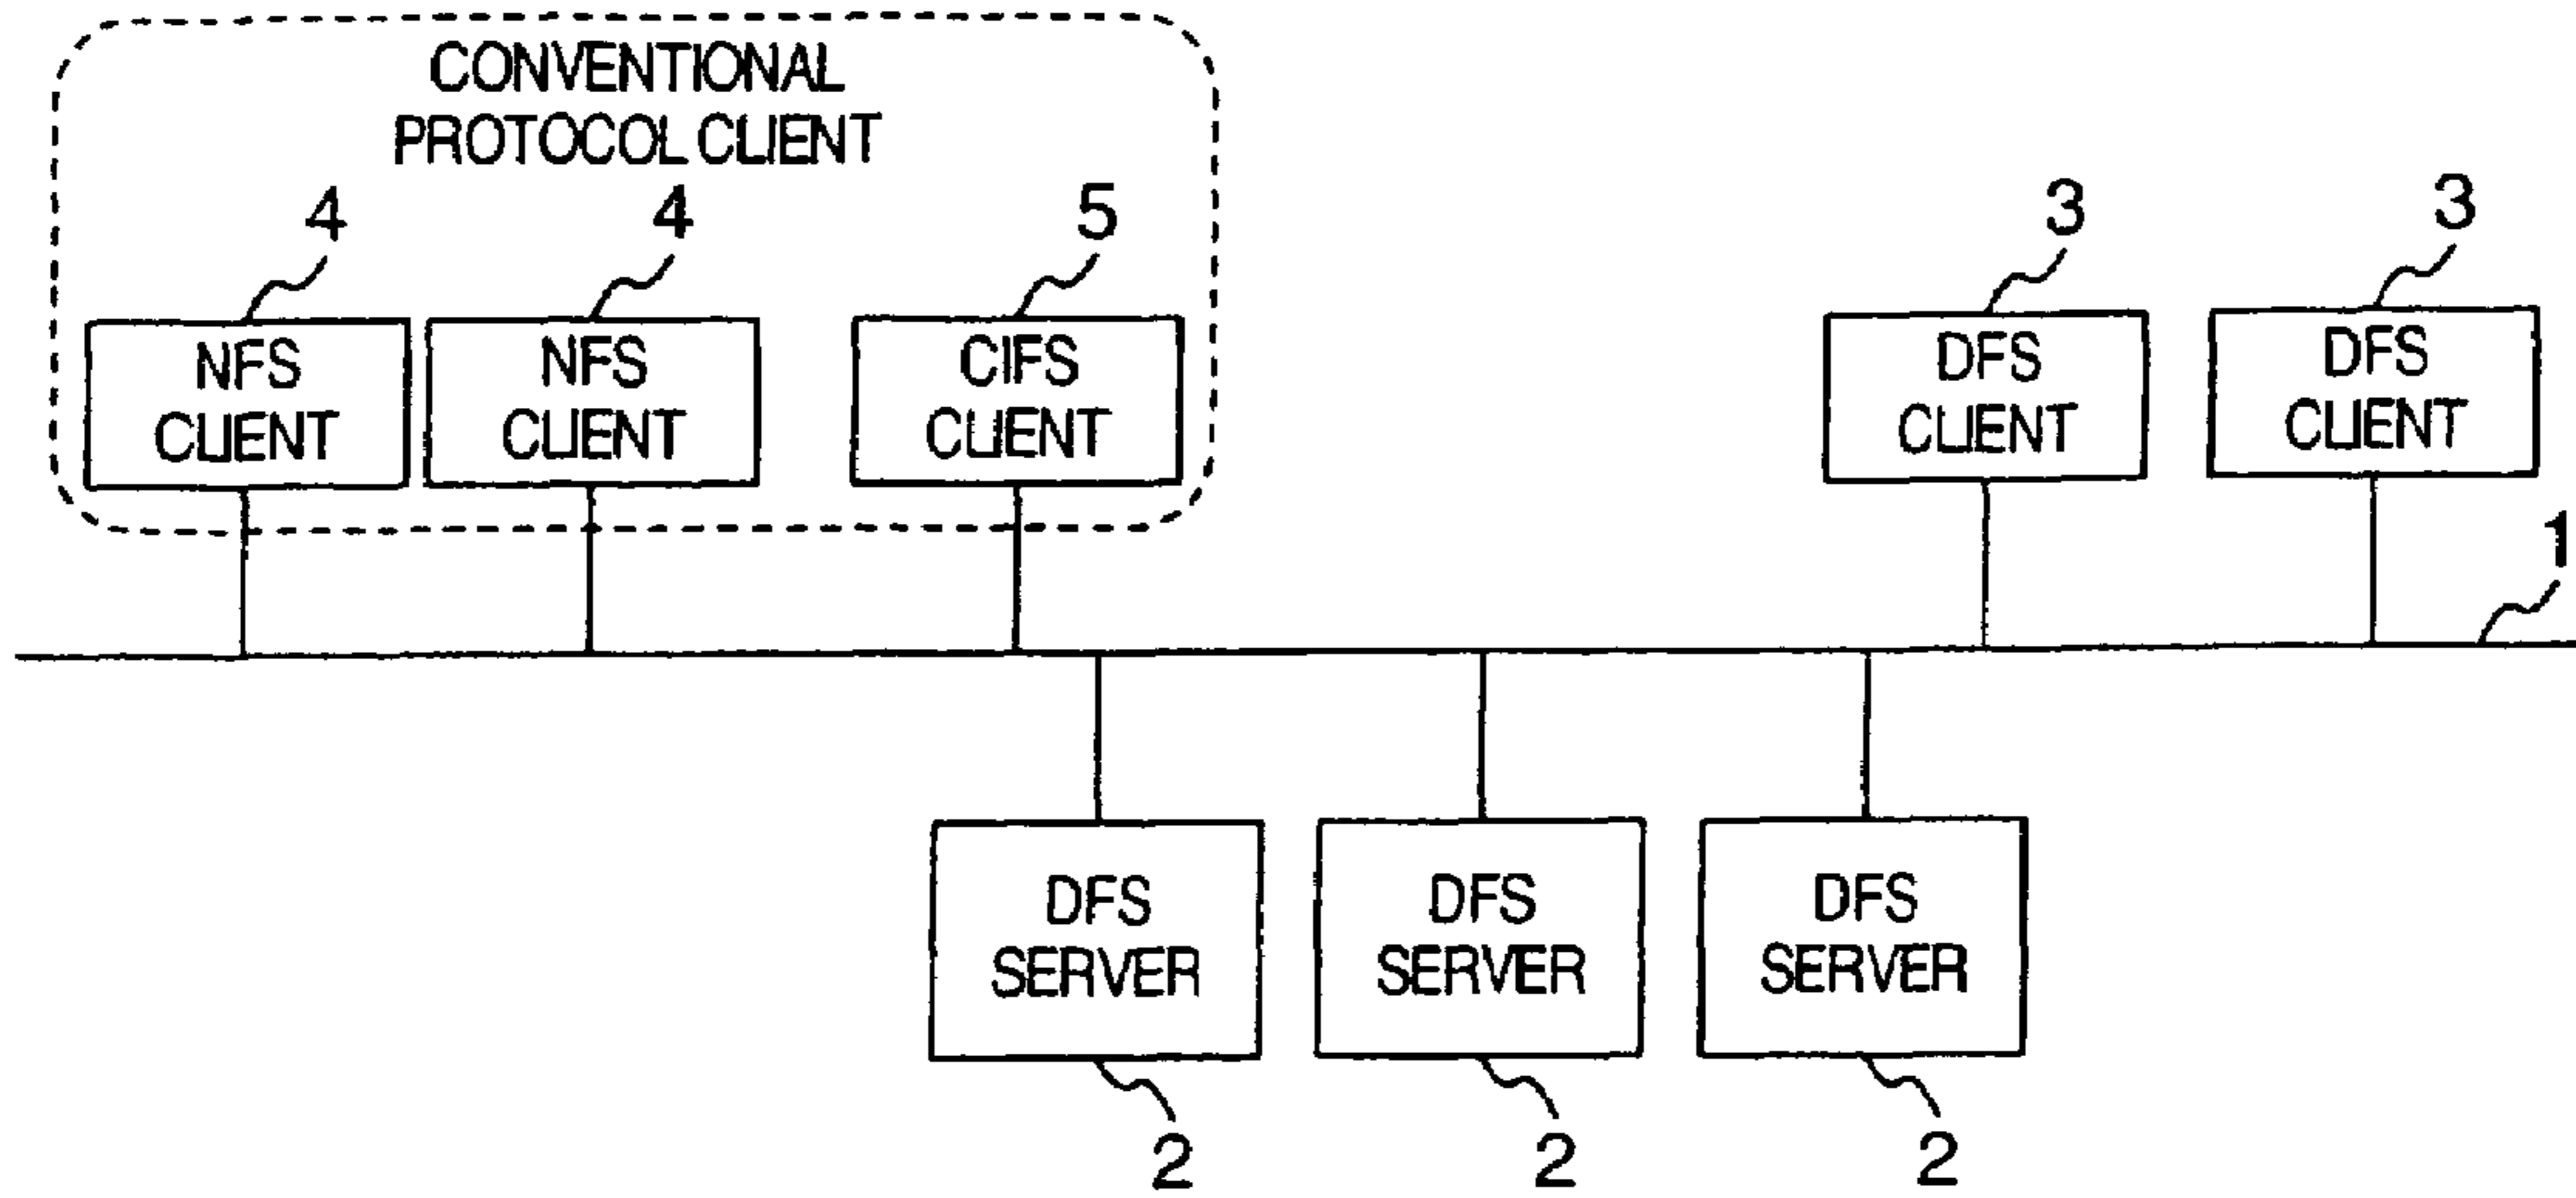 CONVENTIONAL
PROTOCOL CLIENT
4
4
5
3
3
NFS
CLIENT
NFS
CLIENT
CIFS
CLIENT
DFS
CLIENT
DFS
CLIENT
1
DFS
SERVER
DFS
SERVER
DFS
SERVER
2
2
2